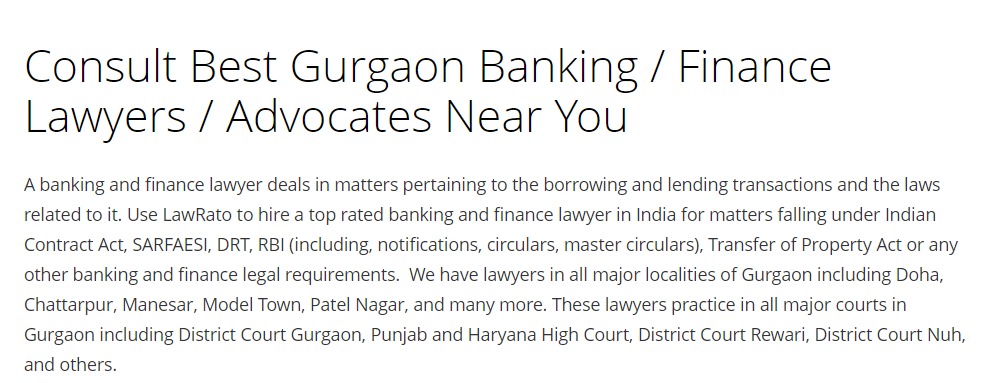 Consult Best Gurgaon Banking / Finance
Lawyers / Advocates Near You
A banking and finance lawyer deals in matters pertaining to the borrowing and lending transactions and the laws
related to it. Use LawRato to hire a top rated banking and finance lawyer in India for matters falling under Indian
Contract Act, SARFAESI, DRT, RBI (including, notifications, circulars, master circulars), Transfer of Property Act or any
other banking and finance legal requirements.  We have lawyers in all major localities of Gurgaon including Doha,
Chattarpur, Manesar, Model Town, Patel Nagar, and many more. These lawyers practice in all major courts in
Gurgaon including District Court Gurgaon, Punjab and Haryana High Court, District Court Rewari, District Court Nuh,
and others.